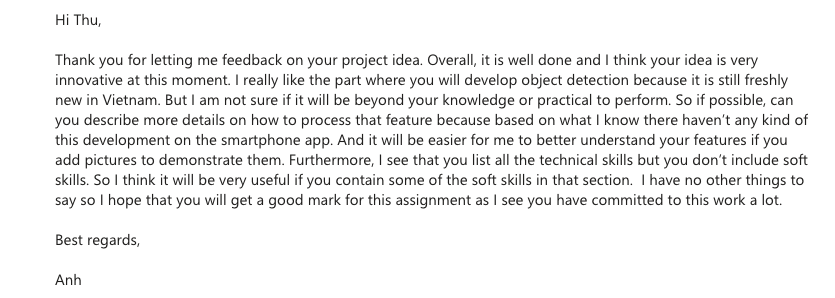 Hi Thu,
Thank you for letting me feedback on your project idea. Overall, it is well done and I think your idea is very
innovative at this moment. I really like the part where you will develop object detection because it is still freshly
new in Vietnam. But I am not sure if it will be beyond your knowledge or practical to perform. So if possible, can
you describe more details on how to process that feature because based on what I know there haven't any kind of
this development on the smartphone app. And it will be easier for me to better understand your features if you
add pictures to demonstrate them. Furthermore, I see that you list all the technical skills but you don't include soft
skills. So I think it will be very useful if you contain some of the soft skills in that section.  I have no other things to
say so I hope that you will get a good mark for this assignment as I see you have committed to this work a lot.
Best regards,
Anh